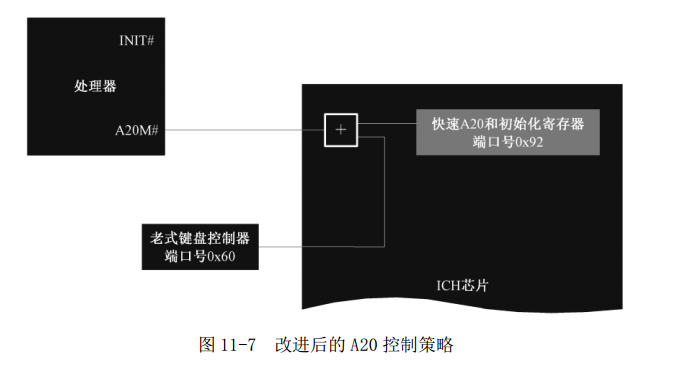 INIT#
处理器
A20M#
+
快速A20和初始化寄存器
端口号0x92
老式键盘控制器
端口号0x60
ICH芯片
图 11-7 改进后的 A20 控制策略